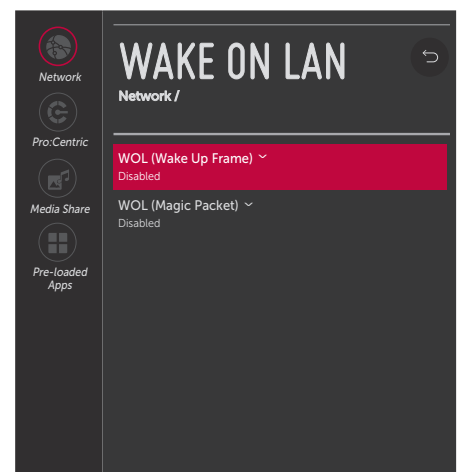 Network
Pro:Centric
Media Share
Pre-loaded
Apps
WAKE ON LAN
Network /
WOL (Wake Up Frame)
Disabled
WOL (Magic Packet)
Disabled